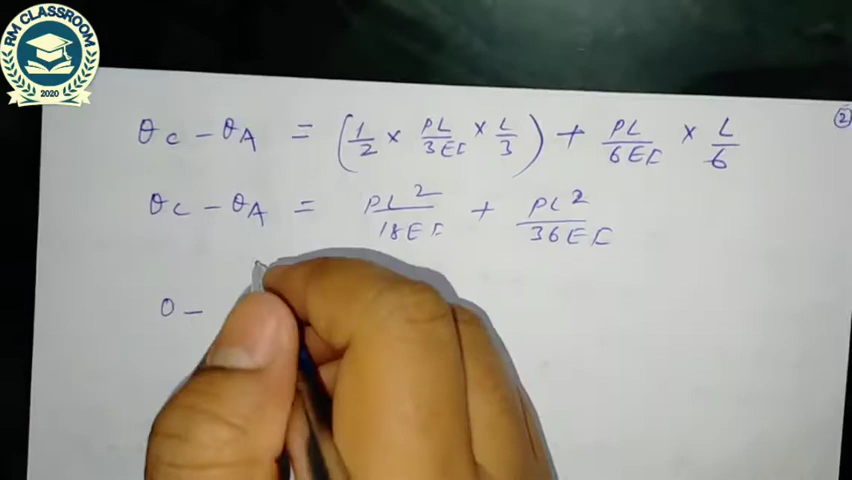 RM CLASSROOM
2020
②
θc - θA = (1/2 × PL/3EI × L/3) + PL/6EI × L/6
θc - θA = PL²/18EI + PL²/36EI
0 -